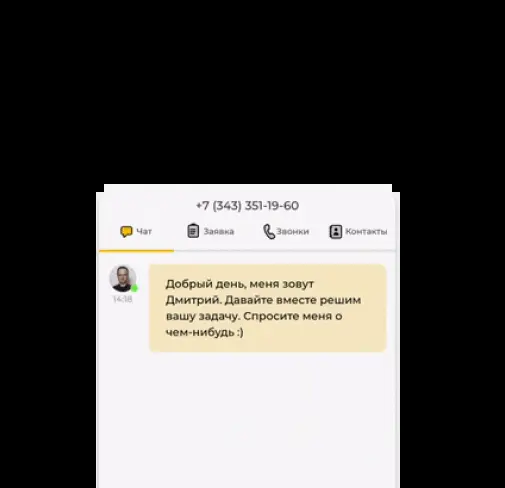 +7 (343) 351-19-60
Чат Заявка Звонки Контакты
Добрый день, меня зовут
Дмитрий. Давайте вместе решим
вашу задачу. Спросите меня о
чем-нибудь :)
14:18